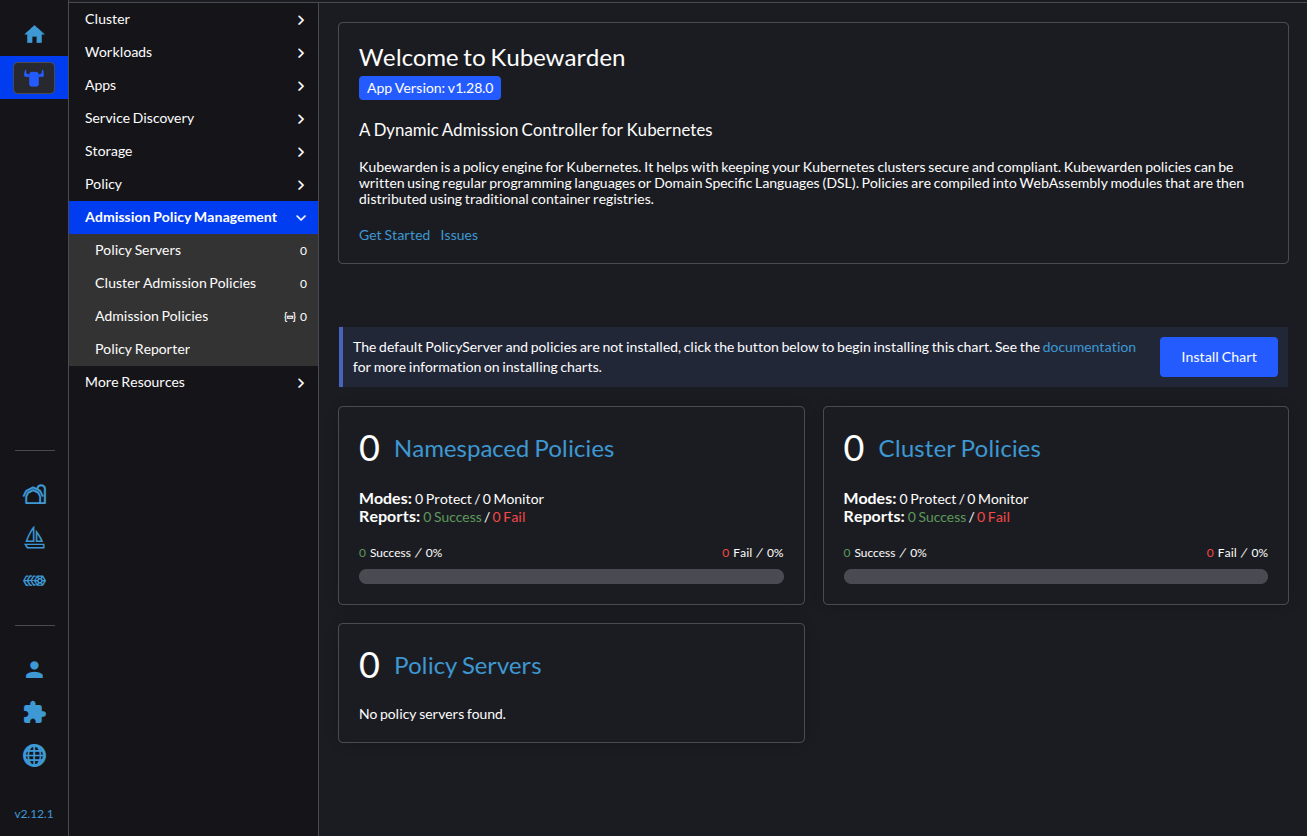 Cluster
Workloads
Apps
Service Discovery
Storage
Policy
Admission Policy Management
Policy Servers 0
Cluster Admission Policies 0
Admission Policies 0
Policy Reporter
More Resources
v2.12.1
Welcome to Kubewarden
App Version: v1.28.0
A Dynamic Admission Controller for Kubernetes
Kubewarden is a policy engine for Kubernetes. It helps with keeping your Kubernetes clusters secure and compliant. Kubewarden policies can be
written using regular programming languages or Domain Specific Languages (DSL). Policies are compiled into WebAssembly modules that are then
distributed using traditional container registries.
Get Started Issues
The default PolicyServer and policies are not installed, click the button below to begin installing this chart. See the documentation
for more information on installing charts.
Install Chart
0 Namespaced Policies
Modes: 0 Protect / 0 Monitor
Reports: 0 Success / 0 Fail
0 Success / 0% 0 Fail / 0%
0 Cluster Policies
Modes: 0 Protect / 0 Monitor
Reports: 0 Success / 0 Fail
0 Success / 0% 0 Fail / 0%
0 Policy Servers
No policy servers found.